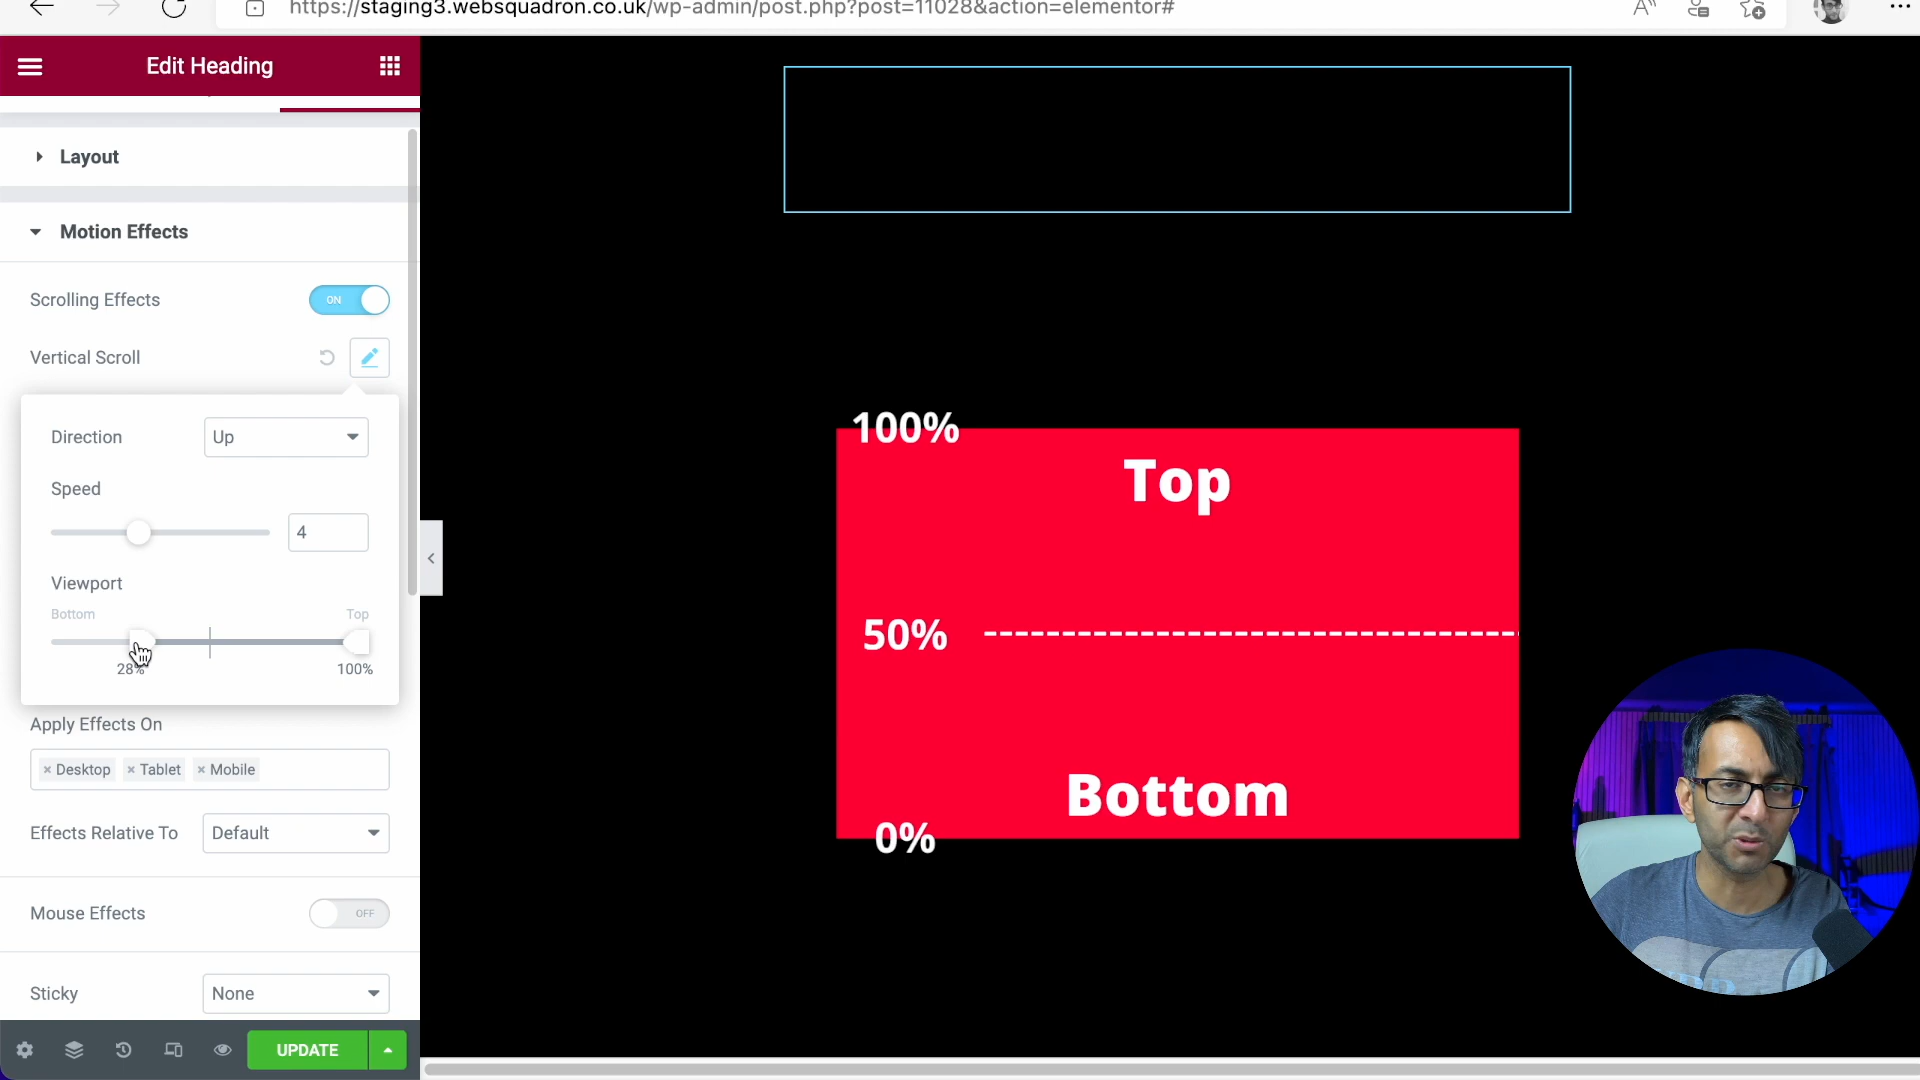 https://staging3.websquadron.co.uk/wp-admin/post.php?post=11028&action=elementor#
Edit Heading
Layout
Motion Effects
Scrolling Effects
ON
Vertical Scroll
Direction
Up
Speed
4
Viewport
Bottom
Top
28%
100%
Apply Effects On
× Desktop × Tablet × Mobile
Effects Relative To
Default
Mouse Effects
OFF
Sticky
None
UPDATE
100%
Top
50%
Bottom
0%